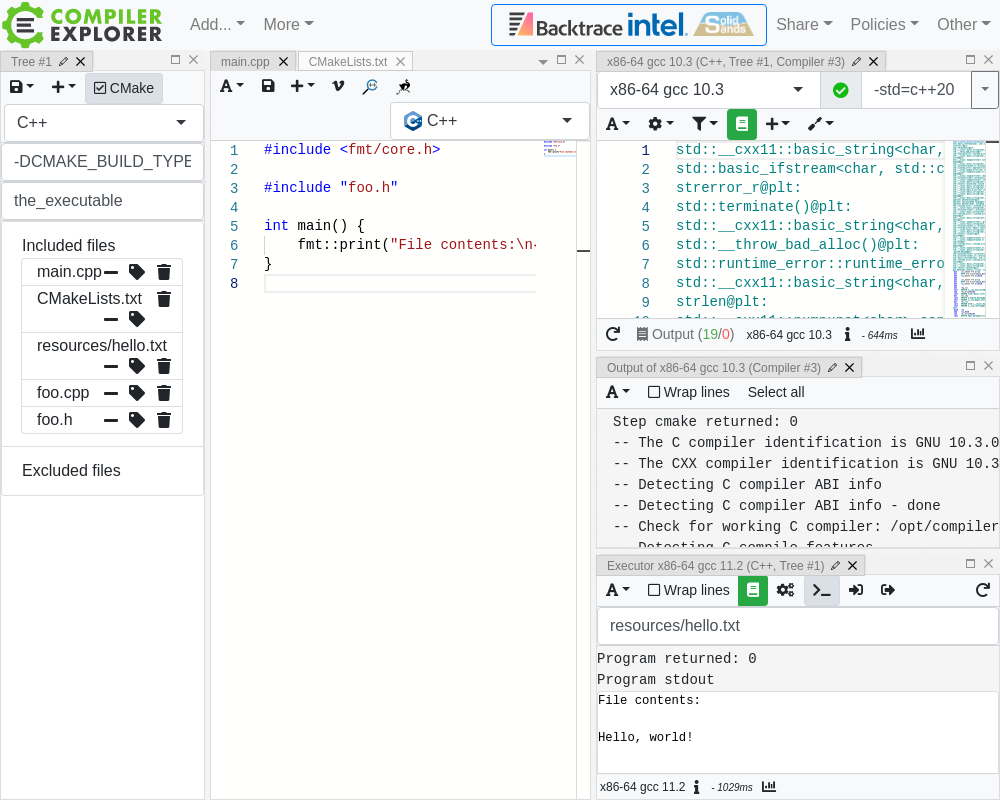 COMPILER
EXPLORER
Add...
More
Backtrace intel. Solid Sands
Share
Policies
Other
Tree #1
CMake
C++
-DCMAKE_BUILD_TYPE
the_executable
Included files
main.cpp
CMakeLists.txt
resources/hello.txt
foo.cpp
foo.h
Excluded files
main.cpp
CMakeLists.txt
A
C++
1 #include <fmt/core.h>
2
3 #include "foo.h"
4
5 int main() {
6 fmt::print("File contents:\n
7 }
8
x86-64 gcc 10.3 (C++, Tree #1, Compiler #3)
x86-64 gcc 10.3
-std=c++20
A
1 std::__cxx11::basic_string<char,
2 std::basic_ifstream<char, std::c
3 strerror_r@plt:
4 std::terminate()@plt:
5 std::__cxx11::basic_string<char,
6 std::__throw_bad_alloc()@plt:
7 std::runtime_error::runtime_erro
8 std::__cxx11::basic_string<char,
9 strlen@plt:
Output (19/0)
x86-64 gcc 10.3
- 644ms
Output of x86-64 gcc 10.3 (Compiler #3)
A
Wrap lines
Select all
Step cmake returned: 0
-- The C compiler identification is GNU 10.3.0
-- The CXX compiler identification is GNU 10.3
-- Detecting C compiler ABI info
-- Detecting C compiler ABI info - done
-- Check for working C compiler: /opt/compiler
-- Detecting C compile features
Executor x86-64 gcc 11.2 (C++, Tree #1)
A
Wrap lines
resources/hello.txt
Program returned: 0
Program stdout
File contents:
Hello, world!
x86-64 gcc 11.2
- 1029ms